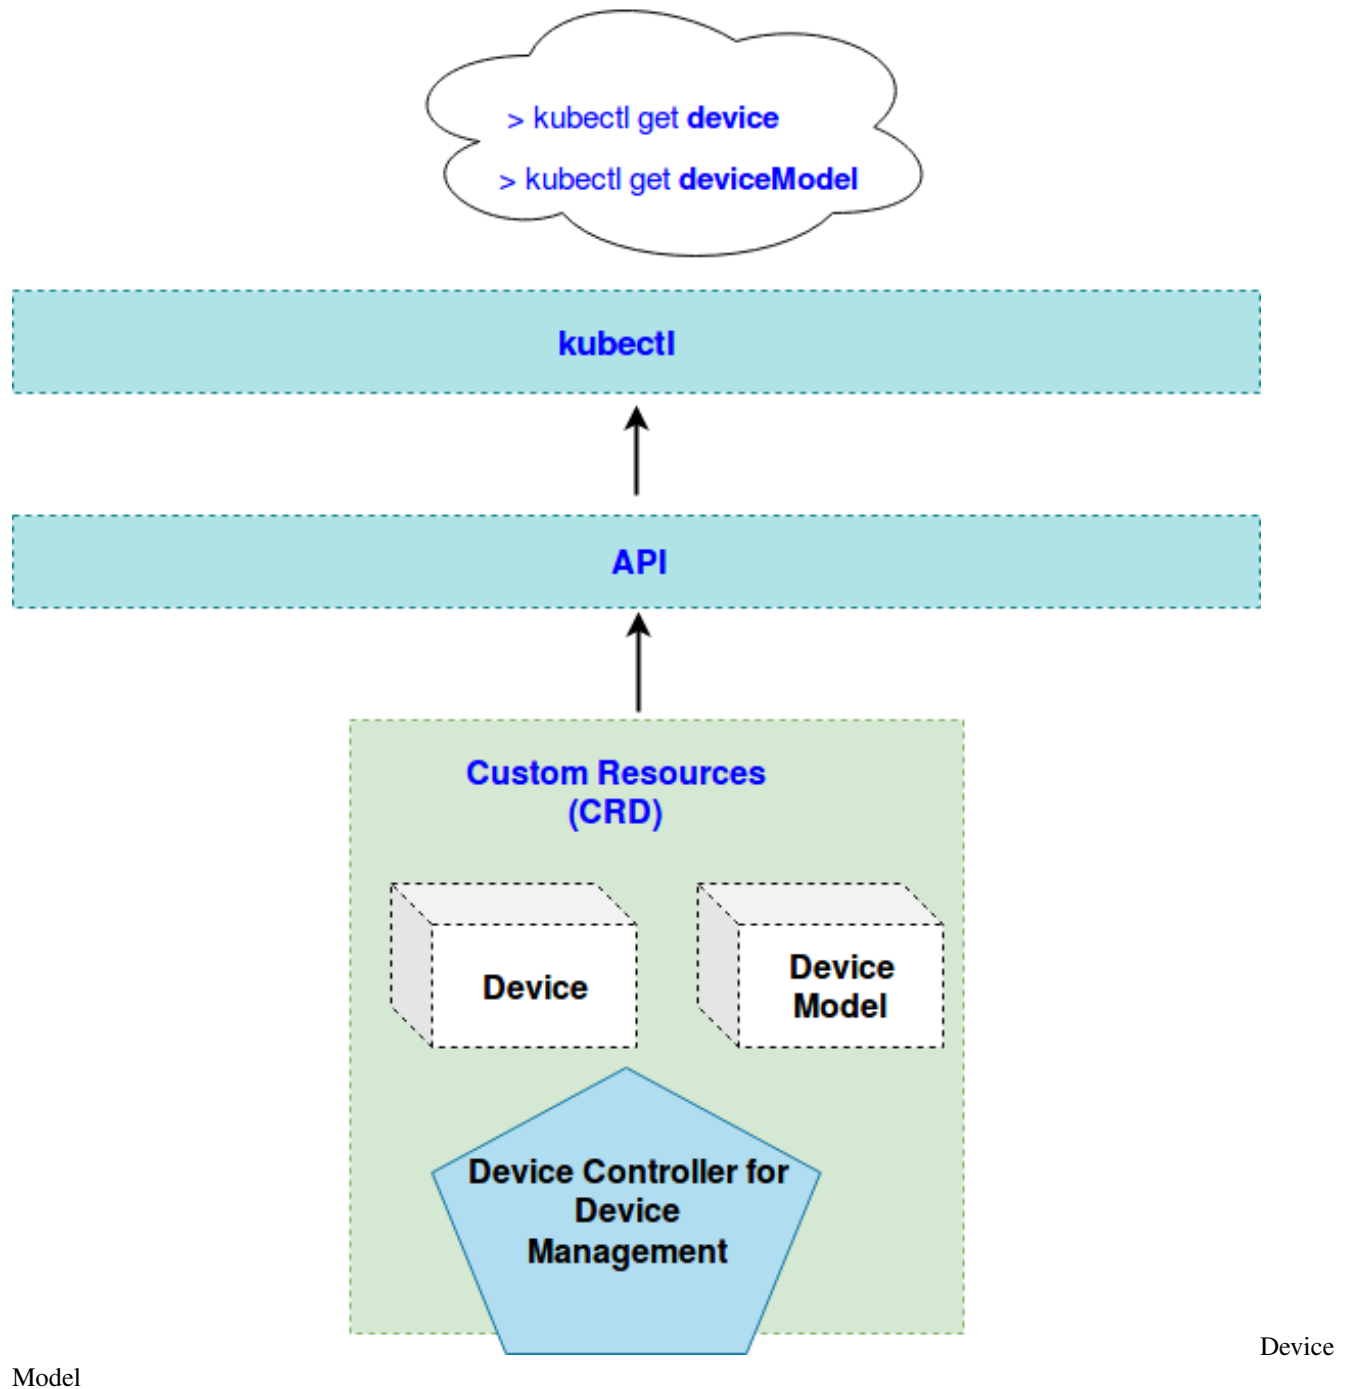 > kubectl get device
> kubectl get deviceModel
kubectl
API
Custom Resources
(CRD)
Device
Device
Model
Device Controller for
Device
Management
Device
Model